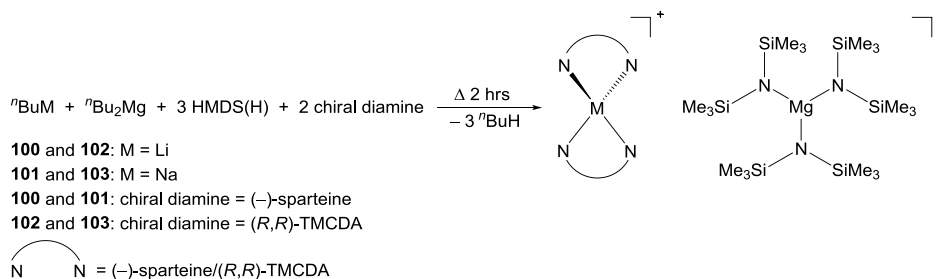 ⁿBuM + ⁿBu₂Mg + 3 HMDS(H) + 2 chiral diamine
Δ 2 hrs
– 3 ⁿBuH
100 and 102: M = Li
101 and 103: M = Na
100 and 101: chiral diamine = (–)-sparteine
102 and 103: chiral diamine = (R,R)-TMCDA
N N = (–)-sparteine/(R,R)-TMCDA
+
N N
M
N N
SiMe₃ SiMe₃
N N
Me₃Si Mg SiMe₃
N
Me₃Si SiMe₃